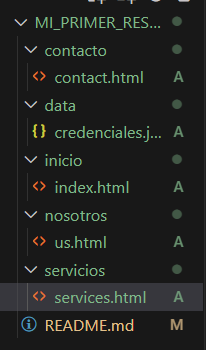 MI_PRIMER_RES...
contacto
contact.html A
data
credenciales.j... A
inicio
index.html A
nosotros
us.html A
servicios
services.html A
README.md